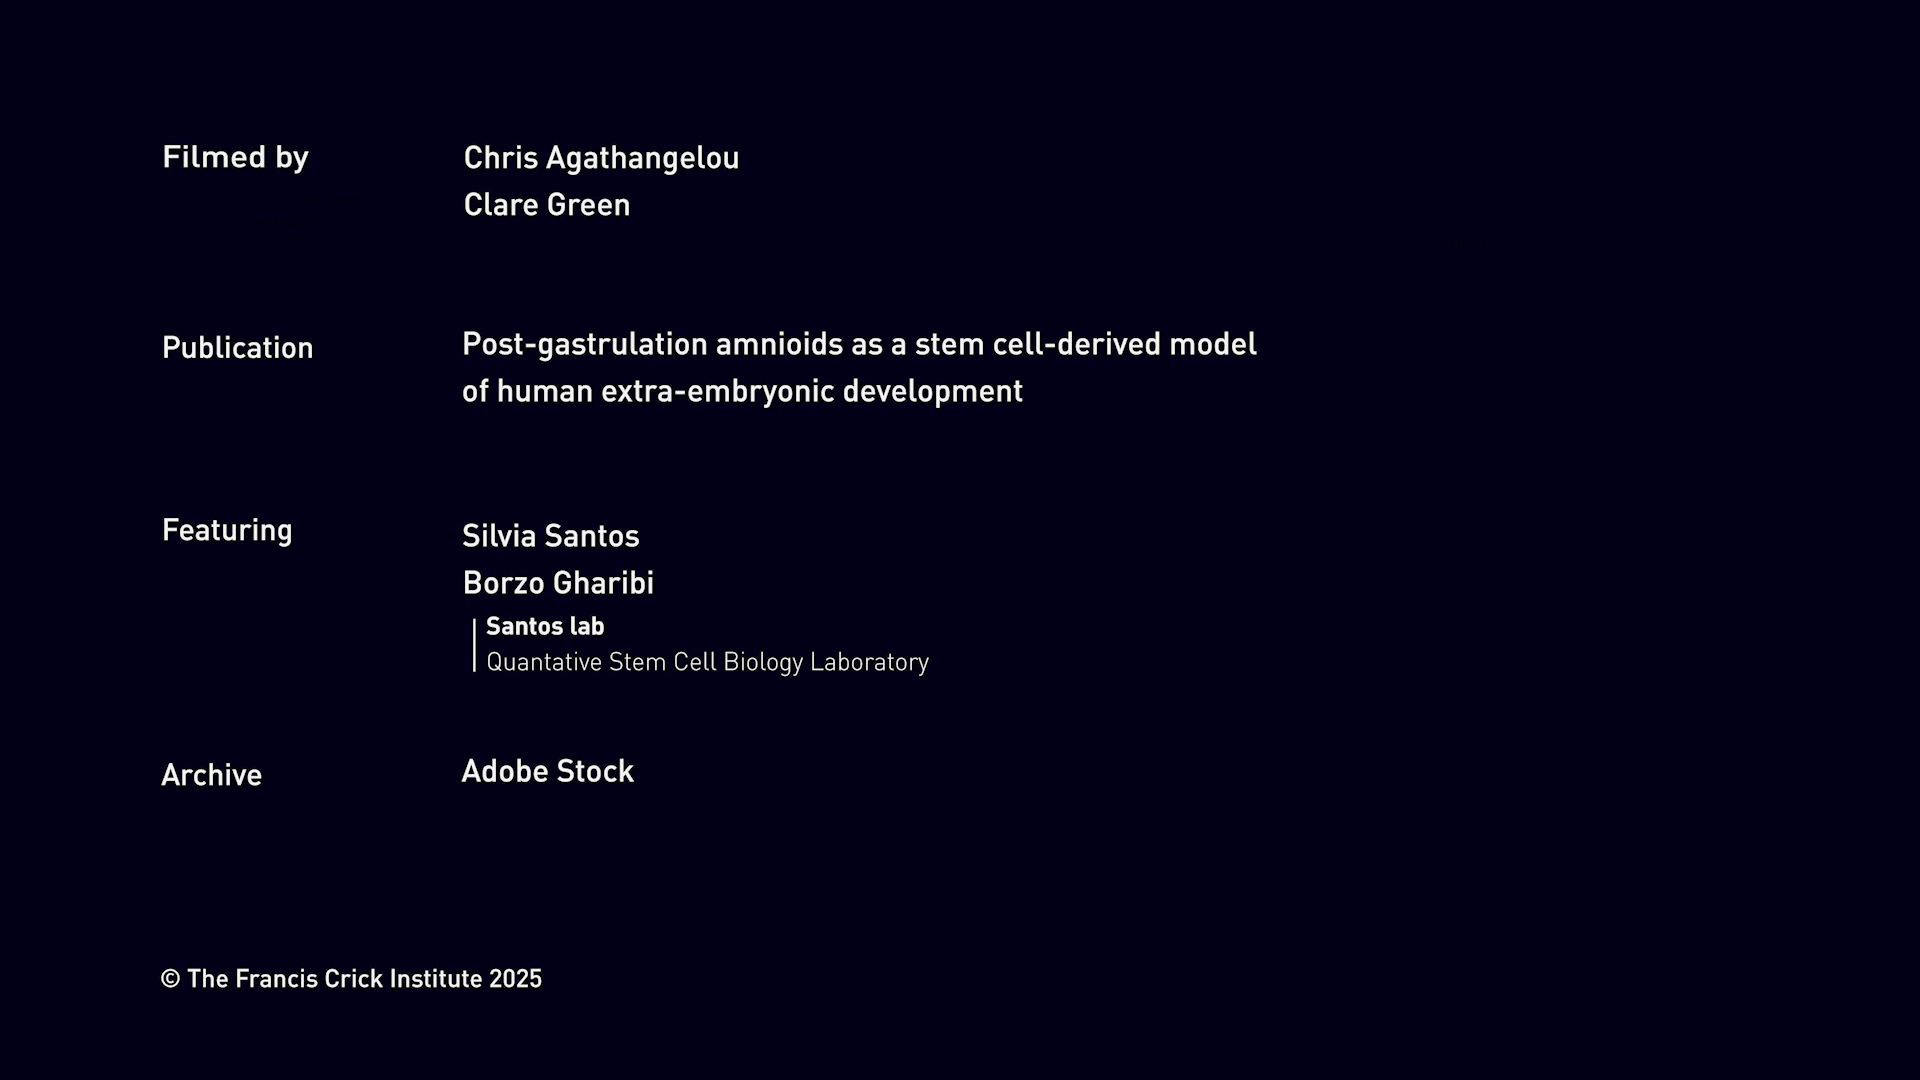 Filmed by
Chris Agathangelou
Clare Green
Publication
Post-gastrulation amnioids as a stem cell-derived model
of human extra-embryonic development
Featuring
Silvia Santos
Borzo Gharibi
Santos lab
Quantative Stem Cell Biology Laboratory
Archive
Adobe Stock
© The Francis Crick Institute 2025